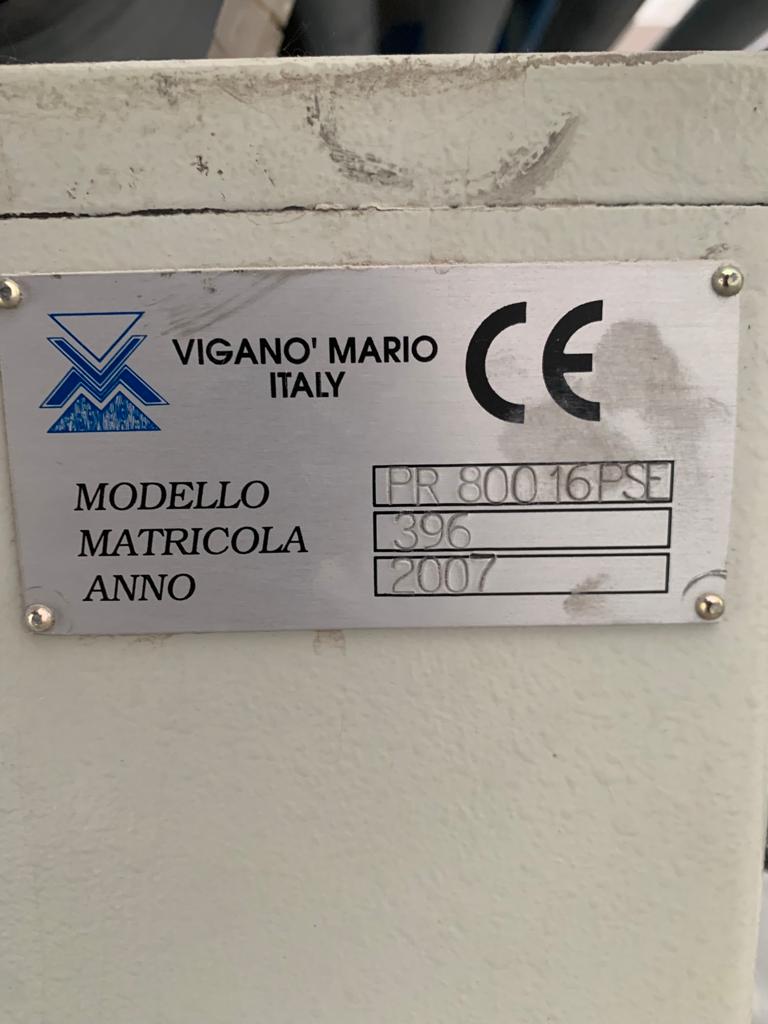 VIGANO' MARIO
ITALY
CE
MODELLO PR 800 16 PSE
MATRICOLA 396
ANNO 2007